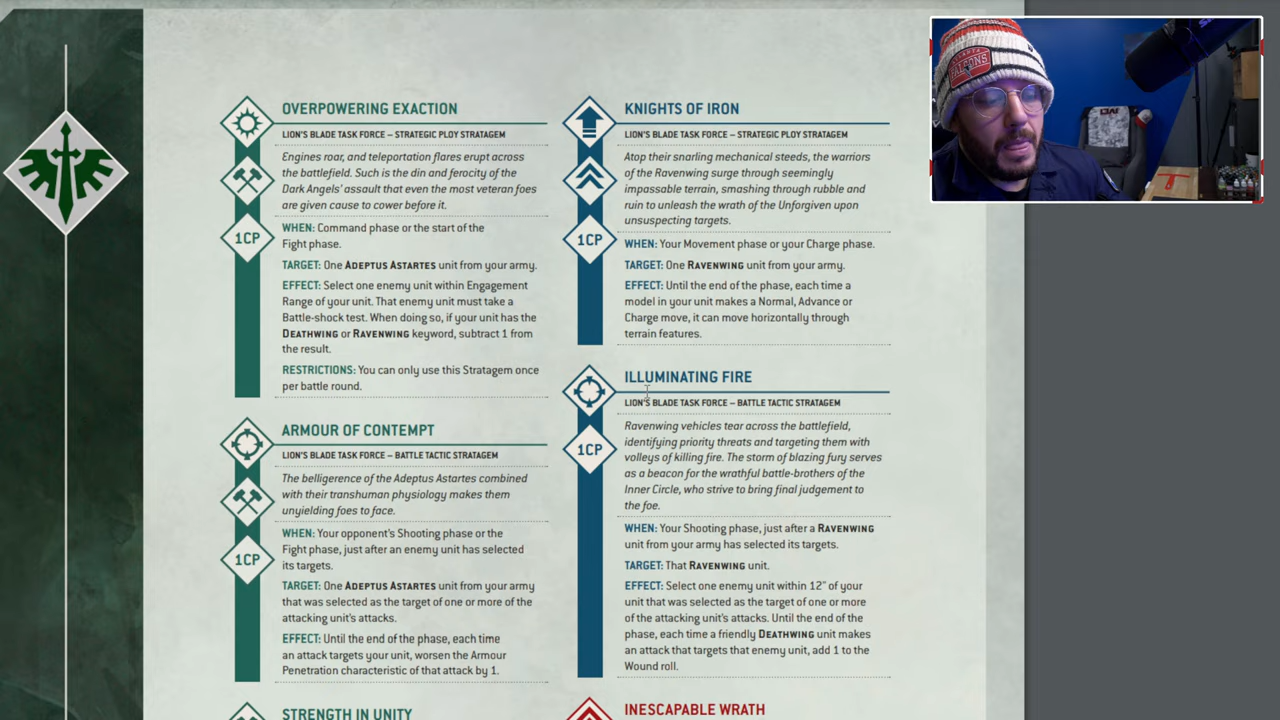 OVERPOWERING EXACTION
LION'S BLADE TASK FORCE – STRATEGIC PLOY STRATAGEM
Engines roar, and teleportation flares erupt across
the battlefield. Such is the din and ferocity of the
Dark Angels' assault that even the most veteran foes
are given cause to cower before it.
1CP
WHEN: Command phase or the start of the
Fight phase.
TARGET: One ADEPTUS ASTARTES unit from your army.
EFFECT: Select one enemy unit within Engagement
Range of your unit. That enemy unit must take a
Battle-shock test. When doing so, if your unit has the
DEATHWING or RAVENWING keyword, subtract 1 from
the result.
RESTRICTIONS: You can only use this Stratagem once
per battle round.
ARMOUR OF CONTEMPT
LION'S BLADE TASK FORCE – BATTLE TACTIC STRATAGEM
The belligerence of the Adeptus Astartes combined
with their transhuman physiology makes them
unyielding foes to face.
1CP
WHEN: Your opponent's Shooting phase or the
Fight phase, just after an enemy unit has selected
its targets.
TARGET: One ADEPTUS ASTARTES unit from your army
that was selected as the target of one or more of the
attacking unit's attacks.
EFFECT: Until the end of the phase, each time
an attack targets your unit, worsen the Armour
Penetration characteristic of that attack by 1.
STRENGTH IN UNITY
KNIGHTS OF IRON
LION'S BLADE TASK FORCE – STRATEGIC PLOY STRATAGEM
Atop their snarling mechanical steeds, the warriors
of the Ravenwing surge through seemingly
impassable terrain, smashing through rubble and
ruin to unleash the wrath of the Unforgiven upon
unsuspecting targets.
1CP
WHEN: Your Movement phase or your Charge phase.
TARGET: One RAVENWING unit from your army.
EFFECT: Until the end of the phase, each time a
model in your unit makes a Normal, Advance or
Charge move, it can move horizontally through
terrain features.
ILLUMINATING FIRE
LION'S BLADE TASK FORCE – BATTLE TACTIC STRATAGEM
Ravenwing vehicles tear across the battlefield,
identifying priority threats and targeting them with
volleys of killing fire. The storm of blazing fury serves
as a beacon for the wrathful battle-brothers of the
Inner Circle, who strive to bring final judgement to
the foe.
1CP
WHEN: Your Shooting phase, just after a RAVENWING
unit from your army has selected its targets.
TARGET: That RAVENWING unit.
EFFECT: Select one enemy unit within 12" of your
unit that was selected as the target of one or more
of the attacking unit's attacks. Until the end of the
phase, each time a friendly DEATHWING unit makes
an attack that targets that enemy unit, add 1 to the
Wound roll.
INESCAPABLE WRATH
FALCONS